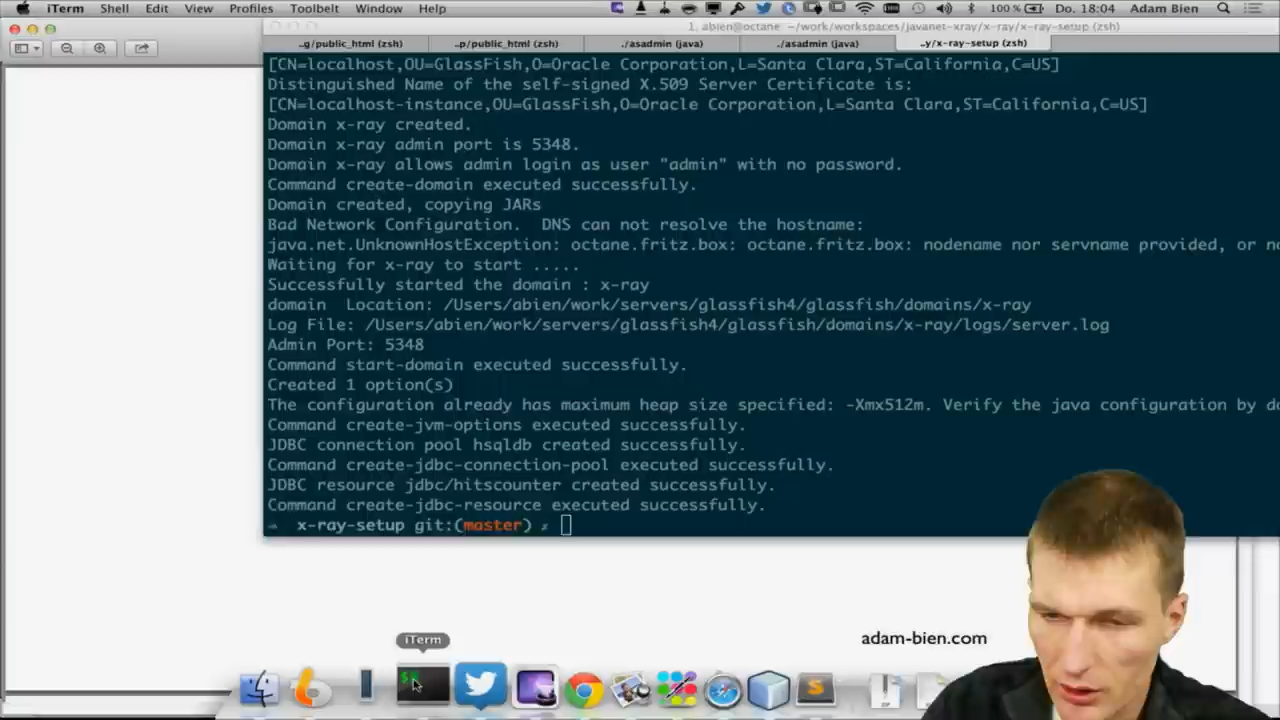 iTerm Shell Edit View Profiles Toolbelt Window Help 100 % Do. 18:04 Adam Bien
1. abien@octane: ~/work/workspaces/javanet-xray/x-ray/x-ray-setup (zsh)
..g/public_html (zsh) ..p/public_html (zsh) ./asadmin (java) ./asadmin (java) ..y/x-ray-setup (zsh)
[CN=localhost,OU=GlassFish,O=Oracle Corporation,L=Santa Clara,ST=California,C=US]
Distinguished Name of the self-signed X.509 Server Certificate is:
[CN=localhost-instance,OU=GlassFish,O=Oracle Corporation,L=Santa Clara,ST=California,C=US]
Domain x-ray created.
Domain x-ray admin port is 5348.
Domain x-ray allows admin login as user "admin" with no password.
Command create-domain executed successfully.
Domain created, copying JARs
Bad Network Configuration.  DNS can not resolve the hostname:
java.net.UnknownHostException: octane.fritz.box: octane.fritz.box: nodename nor servname provided, or no
Waiting for x-ray to start .....
Successfully started the domain : x-ray
domain  Location: /Users/abien/work/servers/glassfish4/glassfish/domains/x-ray
Log File: /Users/abien/work/servers/glassfish4/glassfish/domains/x-ray/logs/server.log
Admin Port: 5348
Command start-domain executed successfully.
Created 1 option(s)
The configuration already has maximum heap size specified: -Xmx512m. Verify the java configuration by do
Command create-jvm-options executed successfully.
JDBC connection pool hsqldb created successfully.
Command create-jdbc-connection-pool executed successfully.
JDBC resource jdbc/hitscounter created successfully.
Command create-jdbc-resource executed successfully.
x-ray-setup git:(master)
iTerm
adam-bien.com